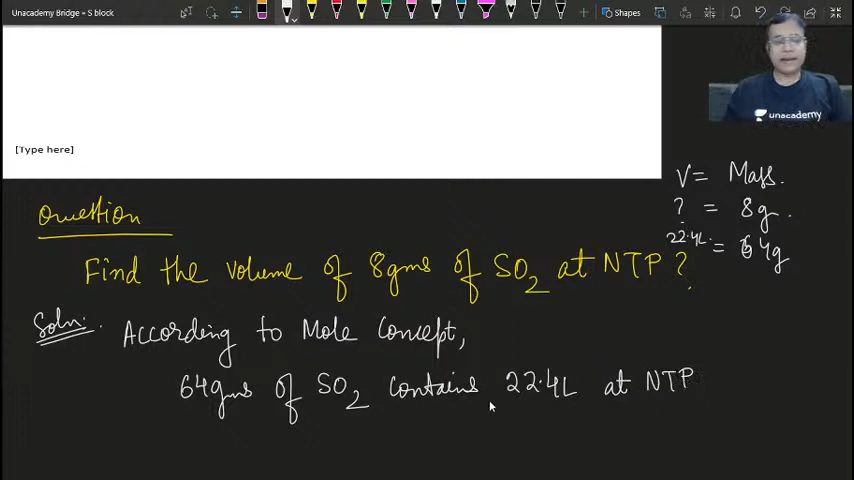 Unacademy Bridge - S block
Shapes
unacademy
[Type here]
V = Mass.
? = 8g.
22.4L. = 64g
Question
Find the volume of 8gms of SO2 at NTP ?
Soln:
According to Mole Concept,
64gms of SO2 contains 22.4L at NTP